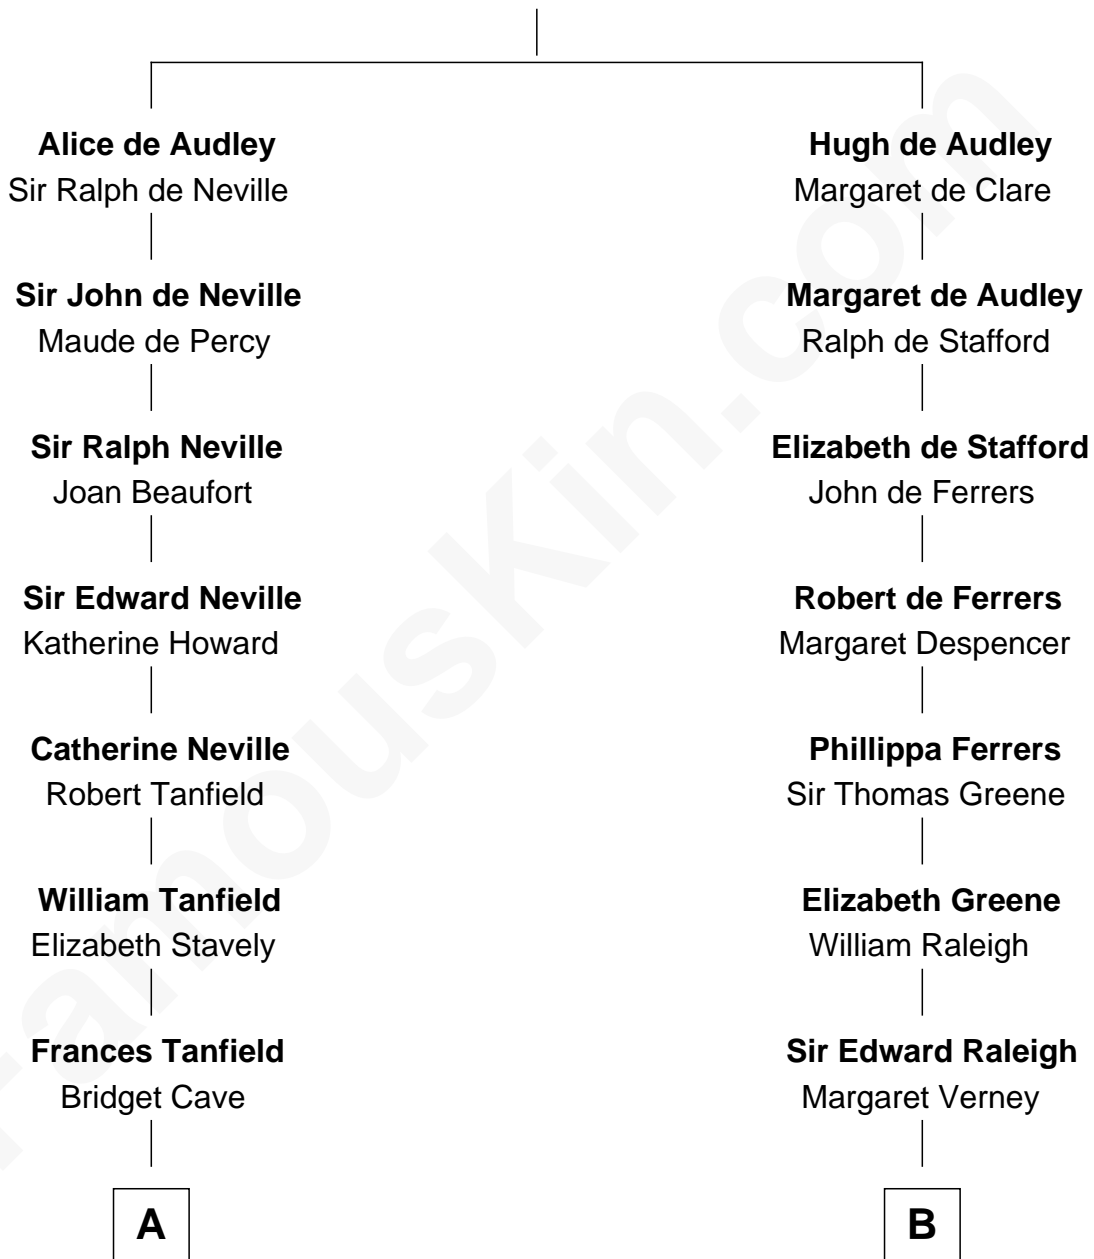 Alice de Audley
Sir Ralph de Neville
Sir John de Neville
Maude de Percy
Sir Ralph Neville
Joan Beaufort
Sir Edward Neville
Katherine Howard
Catherine Neville
Robert Tanfield
William Tanfield
Elizabeth Stavely
Frances Tanfield
Bridget Cave
A
Hugh de Audley
Margaret de Clare
Margaret de Audley
Ralph de Stafford
Elizabeth de Stafford
John de Ferrers
Robert de Ferrers
Margaret Despencer
Phillippa Ferrers
Sir Thomas Greene
Elizabeth Greene
William Raleigh
Sir Edward Raleigh
Margaret Verney
B
FamousKin.com